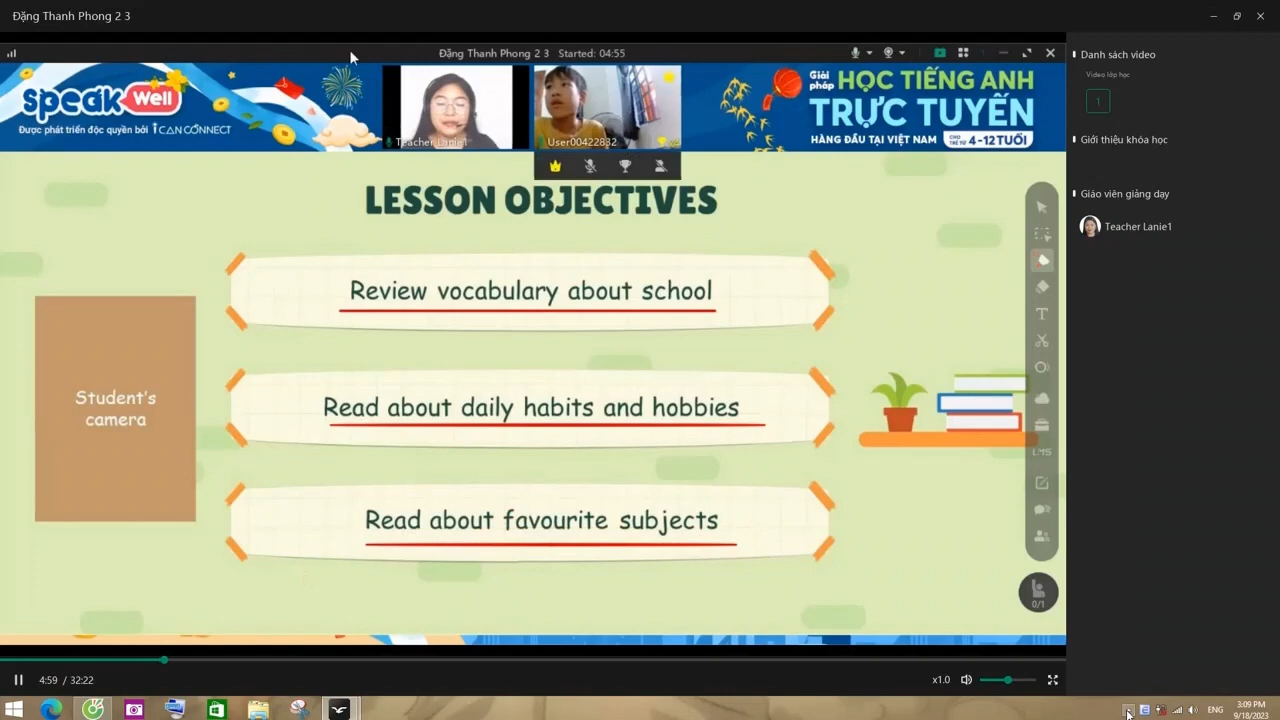 Đặng Thanh Phong 2 3
Đặng Thanh Phong 2 3 Started: 04:55
speak Well
Được phát triển độc quyền bởi iCANCONNECT
Teacher Lanie1
User00422832
Giải pháp HỌC TIẾNG ANH
TRỰC TUYẾN
HÀNG ĐẦU TẠI VIỆT NAM CHO TRẺ TỪ 4-12 TUỔI
LESSON OBJECTIVES
Review vocabulary about school
Read about daily habits and hobbies
Read about favourite subjects
Student's
camera
LMS
0/1
Danh sách video
Video lớp học
1
Giới thiệu khóa học
Giáo viên giảng dạy
Teacher Lanie1
4:59 / 32:22
x1.0
ENG
3:09 PM
9/18/2023